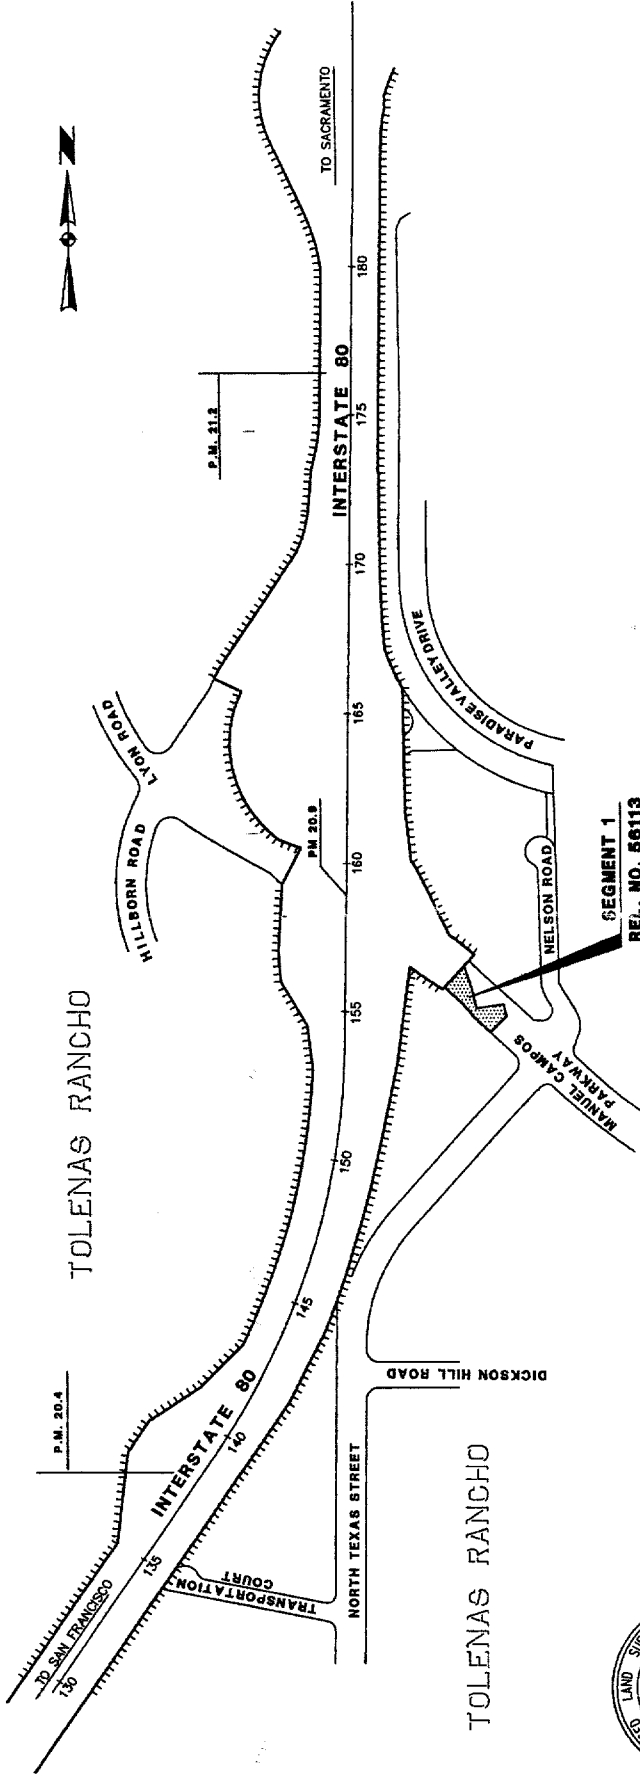 N
TO SACRAMENTO
180
P.M. 21.2
INTERSTATE 80
175
170
PARADISE VALLEY DRIVE
LYON ROAD
165
HILLBORN ROAD
PM 20.9
160
NELSON ROAD
SEGMENT 1
REL. NO. 56113
155
MANUEL CAMPOS
PARKWAY
TOLENAS RANCHO
150
145
DICKSON HILL ROAD
P.M. 20.4
INTERSTATE 80
140
NORTH TEXAS STREET
TOLENAS RANCHO
135
TRANSPORTATION
COURT
TO SAN FRANCISCO
130
LAND